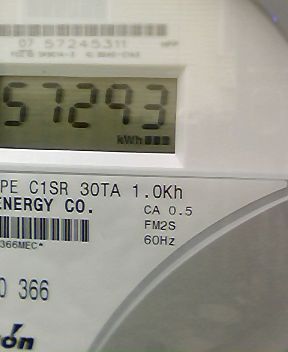 07 57245311
57293
kWh
PE C1SR 30TA 1.0Kh
ENERGY CO.
CA 0.5
FM2S
366MEC*
60Hz
0 366
rón